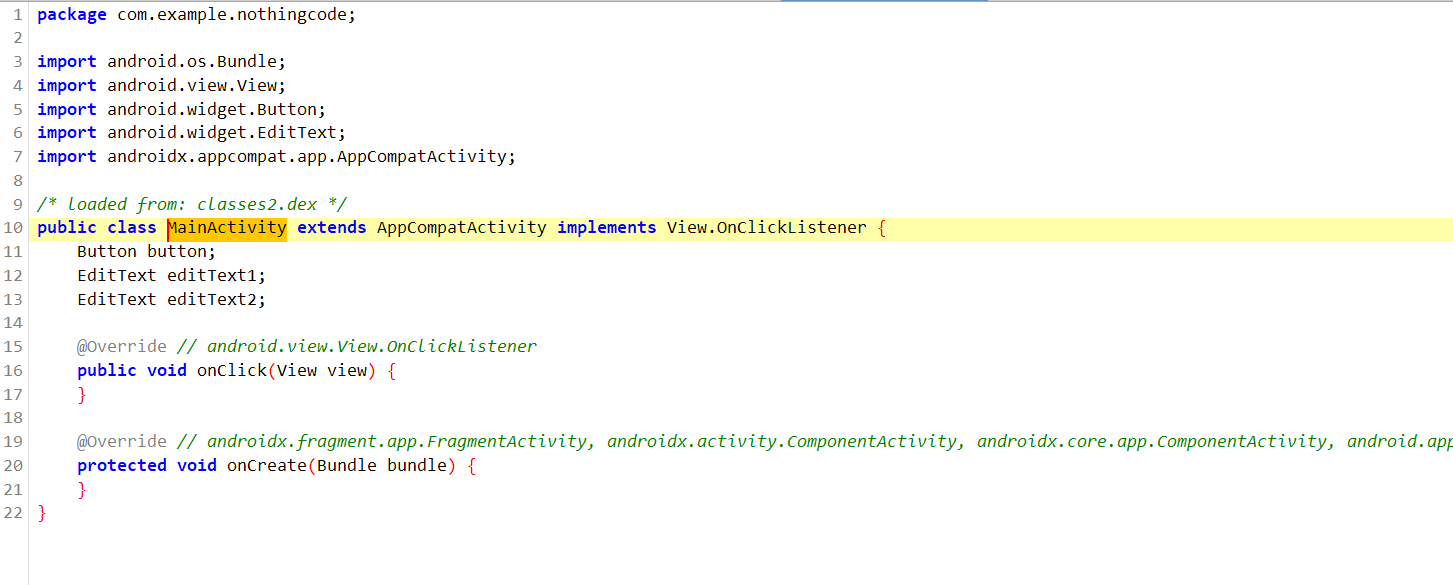 1 package com.example.nothingcode;
2
3 import android.os.Bundle;
4 import android.view.View;
5 import android.widget.Button;
6 import android.widget.EditText;
7 import androidx.appcompat.app.AppCompatActivity;
8
9 /* loaded from: classes2.dex */
10 public class MainActivity extends AppCompatActivity implements View.OnClickListener {
11 Button button;
12 EditText editText1;
13 EditText editText2;
14
15 @Override // android.view.View.OnClickListener
16 public void onClick(View view) {
17 }
18
19 @Override // androidx.fragment.app.FragmentActivity, androidx.activity.ComponentActivity, androidx.core.app.ComponentActivity, android.app
20 protected void onCreate(Bundle bundle) {
21 }
22 }